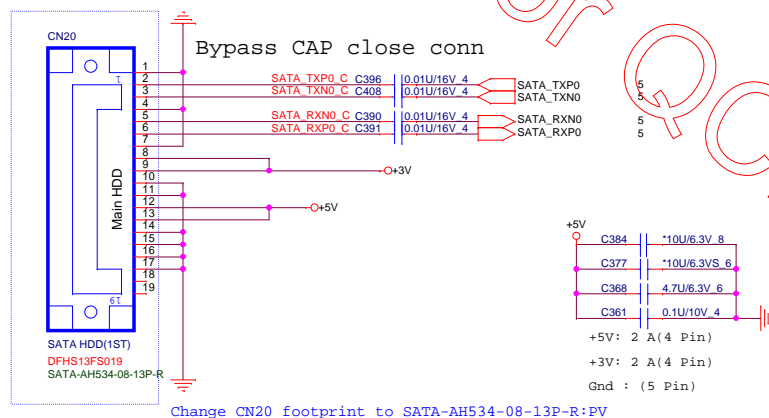 CN20
Bypass CAP close conn
1
1
2
3
4
5
6
7
8
9
10
11
12
13
14
15
16
17
18
19
19
Main HDD
SATA_TXP0_C C396 0.01U/16V_4 SATA_TXP0 5
SATA_TXN0_C C408 0.01U/16V_4 SATA_TXN0 5
SATA_RXN0_C C390 0.01U/16V_4 SATA_RXN0 5
SATA_RXP0_C C391 0.01U/16V_4 SATA_RXP0 5
+3V
+5V
SATA HDD(1ST)
DFHS13FS019
SATA-AH534-08-13P-R
+5V
C384 *10U/6.3V_8
C377 *10U/6.3VS_6
C368 4.7U/6.3V_6
C361 0.1U/10V_4
+5V: 2 A(4 Pin)
+3V: 2 A(4 Pin)
Gnd : (5 Pin)
Change CN20 footprint to SATA-AH534-08-13P-R:PV
or QC